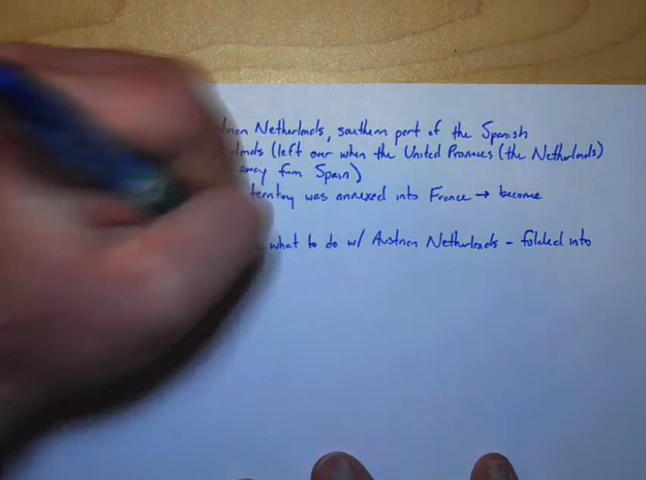 Netherlands, southern part of the Spanish
(left over when the United Provinces (the Netherlands)
away from Spain)
territory was annexed into France → become
what to do w/ Austrian Netherlands - folded into